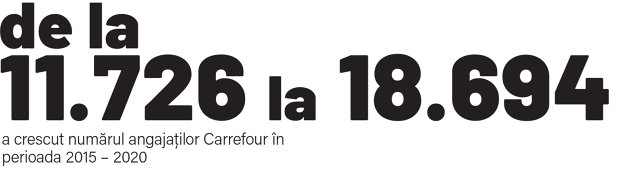 de la
11.726 la 18.694
a crescut numărul angajaților Carrefour în
perioada 2015 – 2020